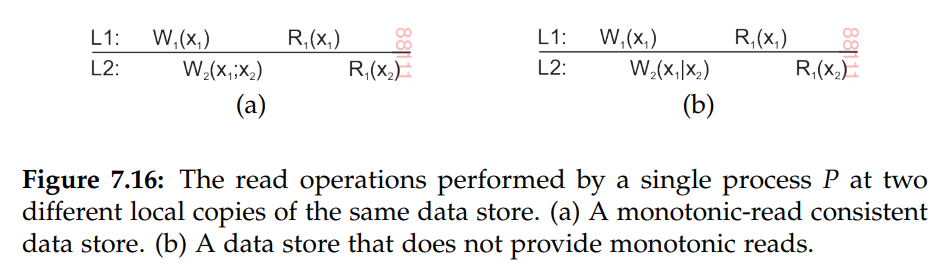 L1: W₁(x₁) R₁(x₁) L1: W₁(x₁) R₁(x₁)
L2: W₂(x₁;x₂) R₁(x₂) L2: W₂(x₁|x₂) R₁(x₂)
(a) (b)
Figure 7.16: The read operations performed by a single process P at two
different local copies of the same data store. (a) A monotonic-read consistent
data store. (b) A data store that does not provide monotonic reads.